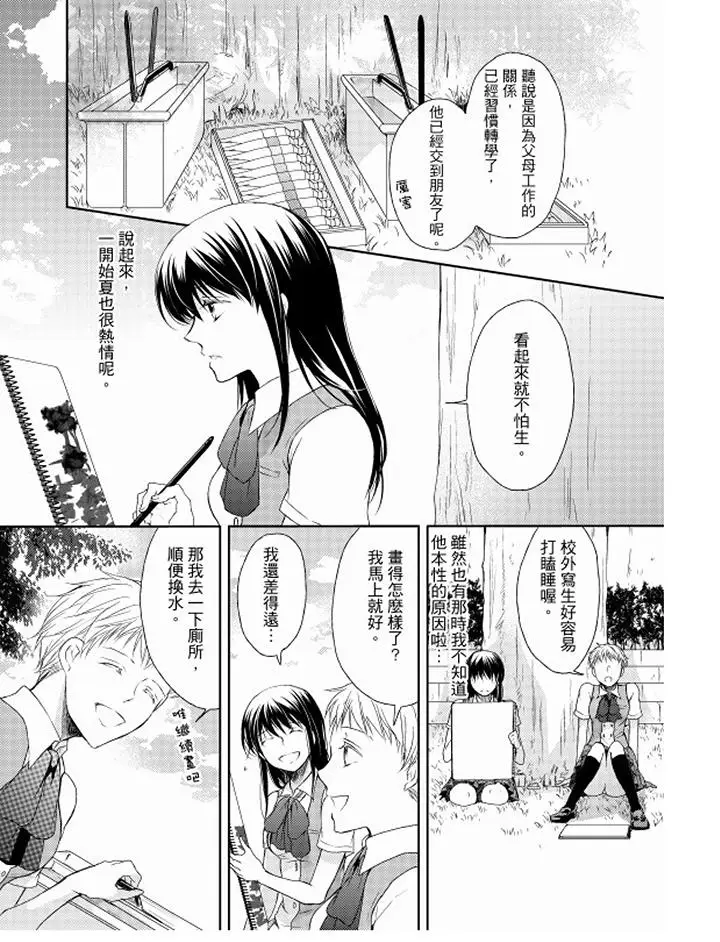 聽說是因為父母工作的
關係，
已經習慣轉學了，
他已經交到朋友了呢。
厲害
看起來就不怕生。
說起來，
一開始夏也很熱情呢。
校外寫生好容易
打瞌睡喔。
雖然也有那時我不知道
他本性的原因啦…
畫得怎麼樣了？
我馬上就好。
我還差得遠…
那我去一下廁所，
順便換水。
唯繼續畫吧